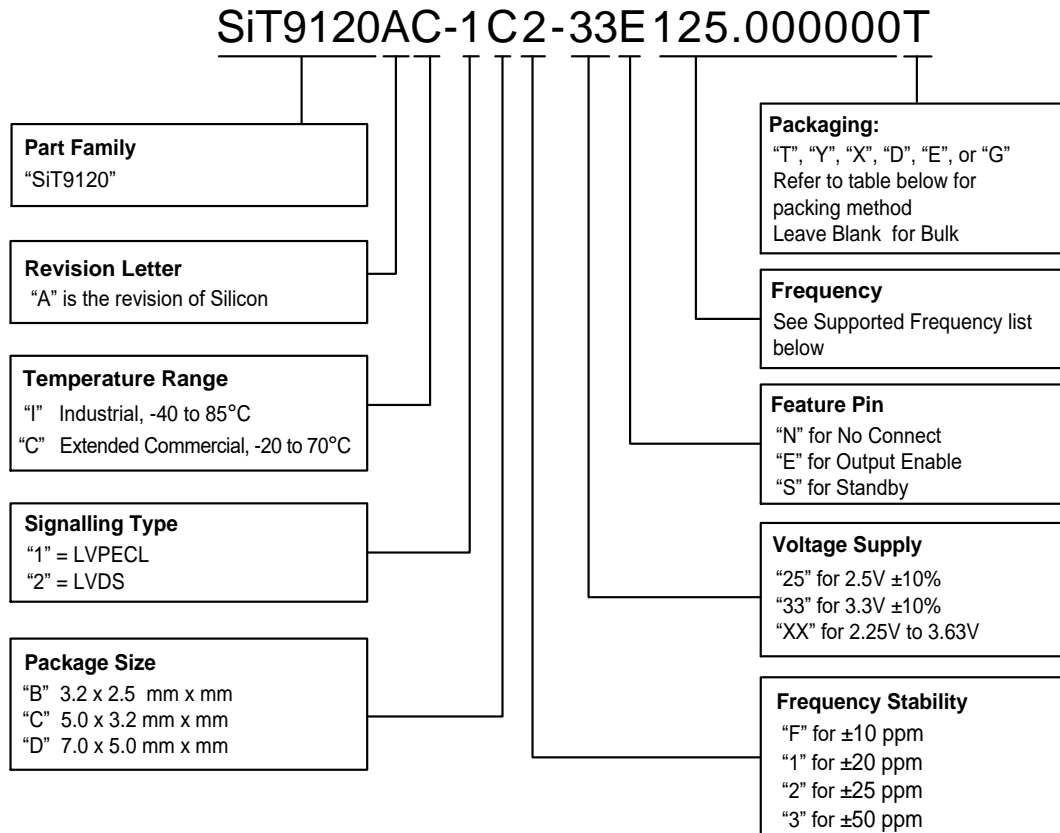 SiT9120AC-1C2-33E125.000000T
Part Family
“SiT9120”
Revision Letter
“A” is the revision of Silicon
Temperature Range
“I” Industrial, -40 to 85°C
“C” Extended Commercial, -20 to 70°C
Signalling Type
“1” = LVPECL
“2” = LVDS
Package Size
“B” 3.2 x 2.5 mm x mm
“C” 5.0 x 3.2 mm x mm
“D” 7.0 x 5.0 mm x mm
Packaging:
“T”, “Y”, “X”, “D”, “E”, or “G”
Refer to table below for
packing method
Leave Blank for Bulk
Frequency
See Supported Frequency list
below
Feature Pin
“N” for No Connect
“E” for Output Enable
“S” for Standby
Voltage Supply
“25” for 2.5V ±10%
“33” for 3.3V ±10%
“XX” for 2.25V to 3.63V
Frequency Stability
“F” for ±10 ppm
“1” for ±20 ppm
“2” for ±25 ppm
“3” for ±50 ppm